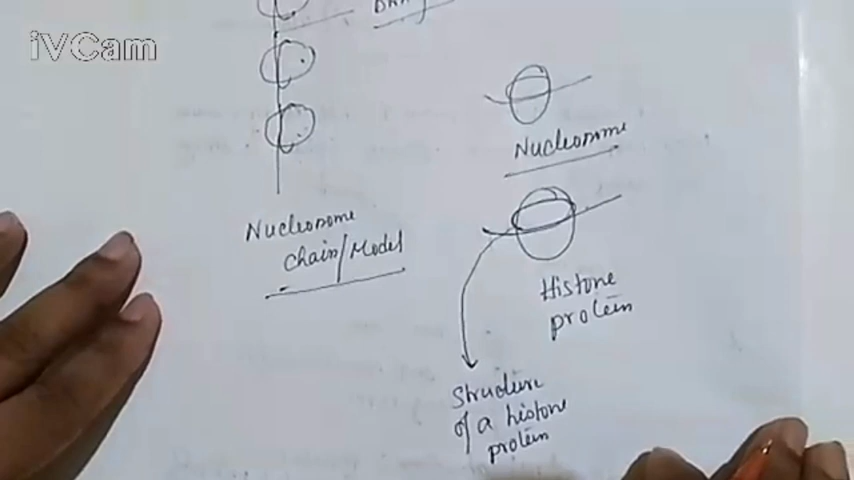 iVCam
Nucleosome
Nucleosome
chain/Model
Histone
protein
Structure
of a histone
protein